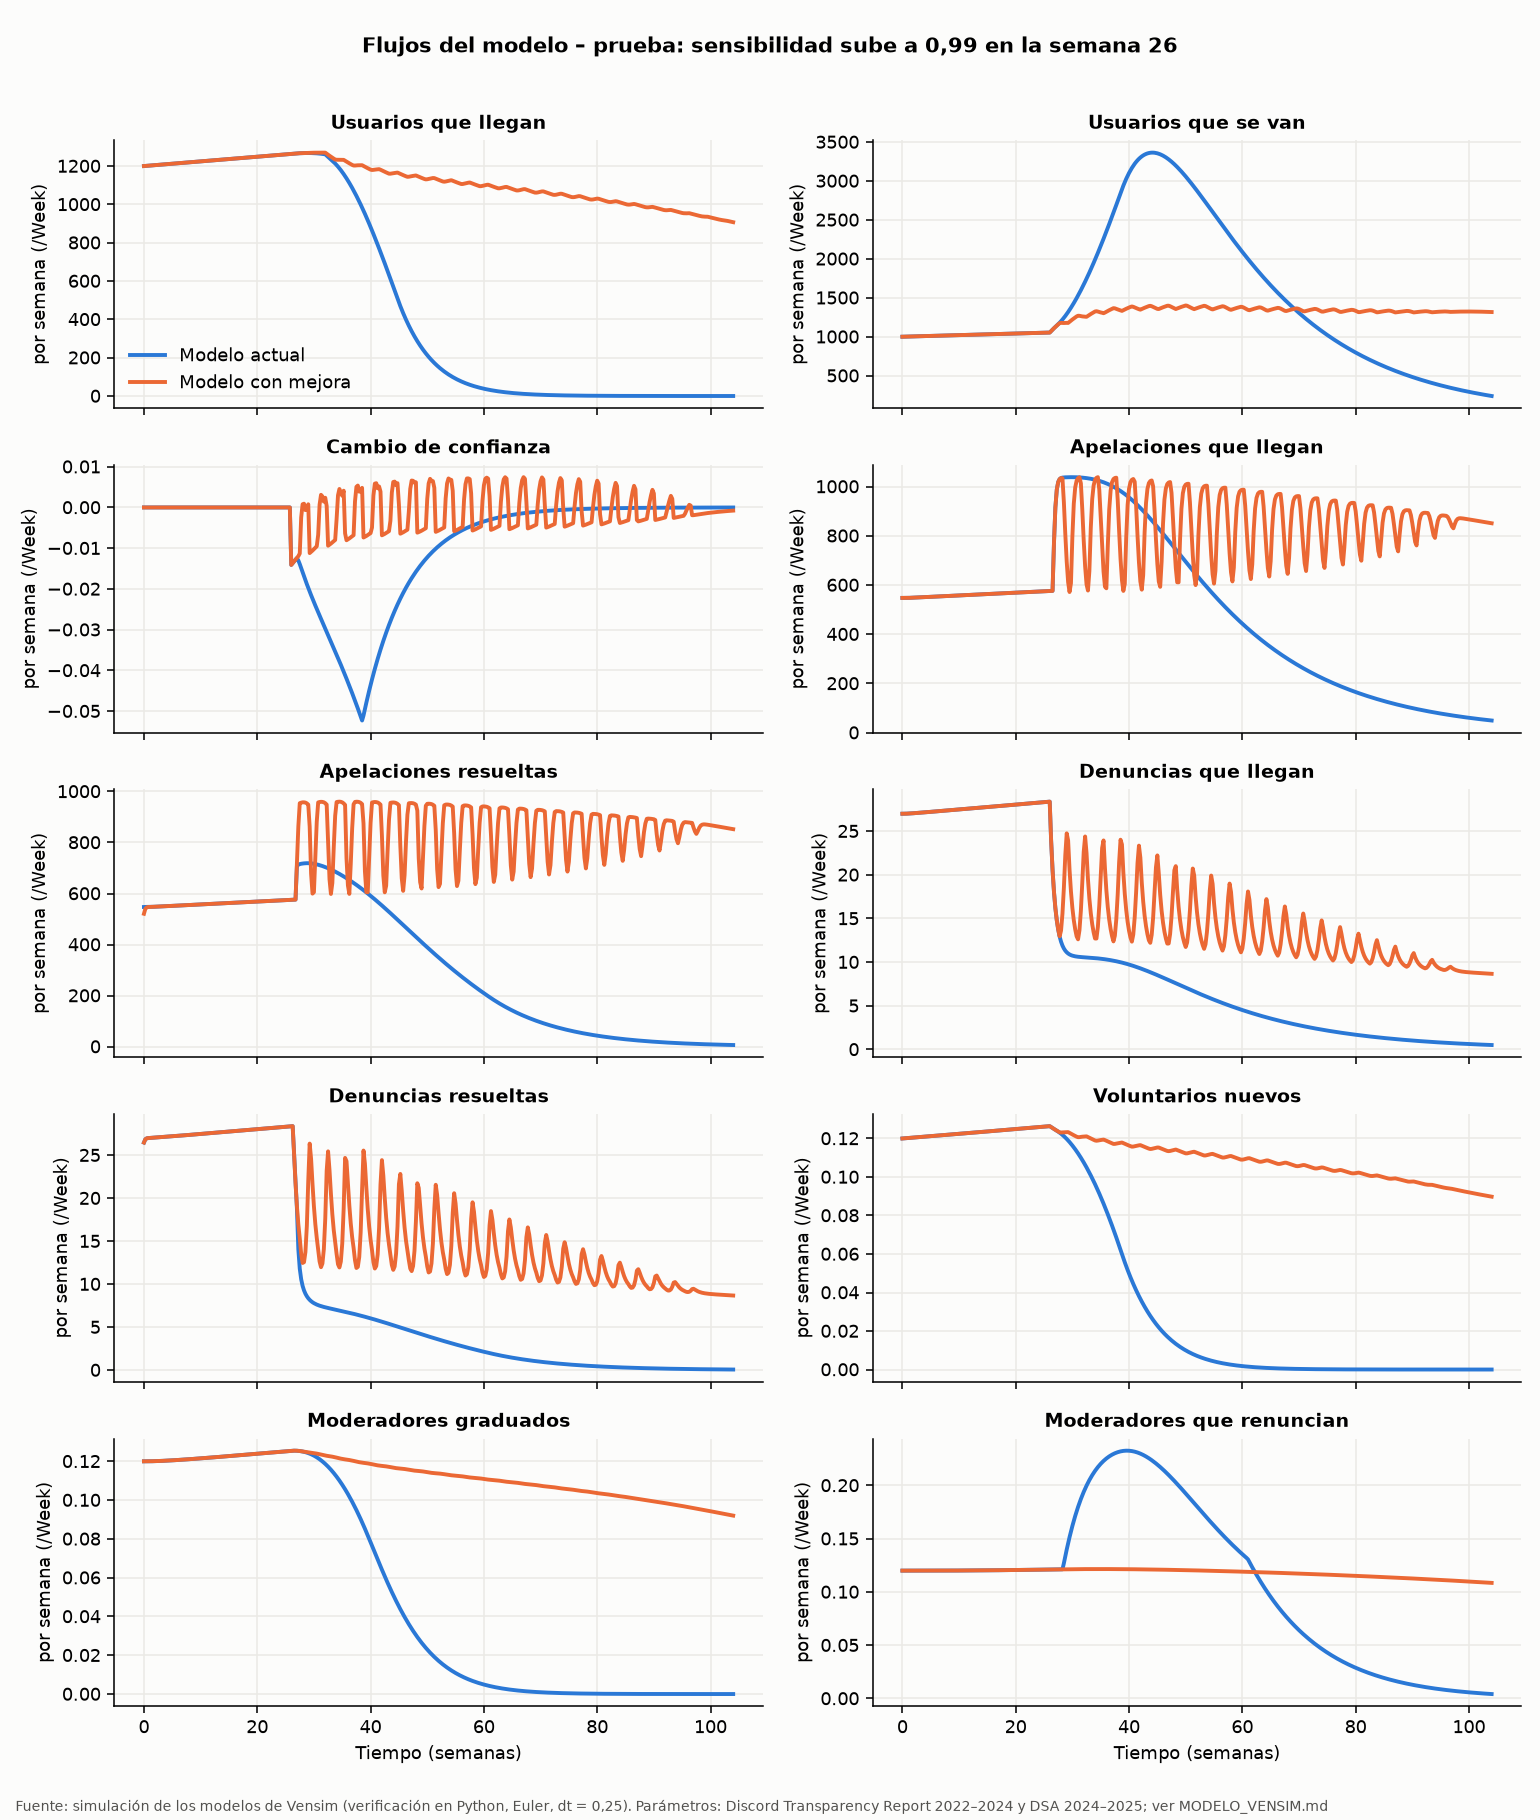 Flujos del modelo – prueba: sensibilidad sube a 0,99 en la semana 26
Usuarios que llegan
por semana (/Week)
1200
1000
800
600
400
200
0
Modelo actual
Modelo con mejora
Usuarios que se van
por semana (/Week)
3500
3000
2500
2000
1500
1000
500
Cambio de confianza
por semana (/Week)
0.01
0.00
−0.01
−0.02
−0.03
−0.04
−0.05
Apelaciones que llegan
por semana (/Week)
1000
800
600
400
200
0
Apelaciones resueltas
por semana (/Week)
1000
800
600
400
200
0
Denuncias que llegan
por semana (/Week)
25
20
15
10
5
0
Denuncias resueltas
por semana (/Week)
25
20
15
10
5
0
Voluntarios nuevos
por semana (/Week)
0.12
0.10
0.08
0.06
0.04
0.02
0.00
Moderadores graduados
por semana (/Week)
0.12
0.10
0.08
0.06
0.04
0.02
0.00
0 20 40 60 80 100
Tiempo (semanas)
Moderadores que renuncian
por semana (/Week)
0.20
0.15
0.10
0.05
0.00
0 20 40 60 80 100
Tiempo (semanas)
Fuente: simulación de los modelos de Vensim (verificación en Python, Euler, dt = 0,25). Parámetros: Discord Transparency Report 2022–2024 y DSA 2024–2025; ver MODELO_VENSIM.md